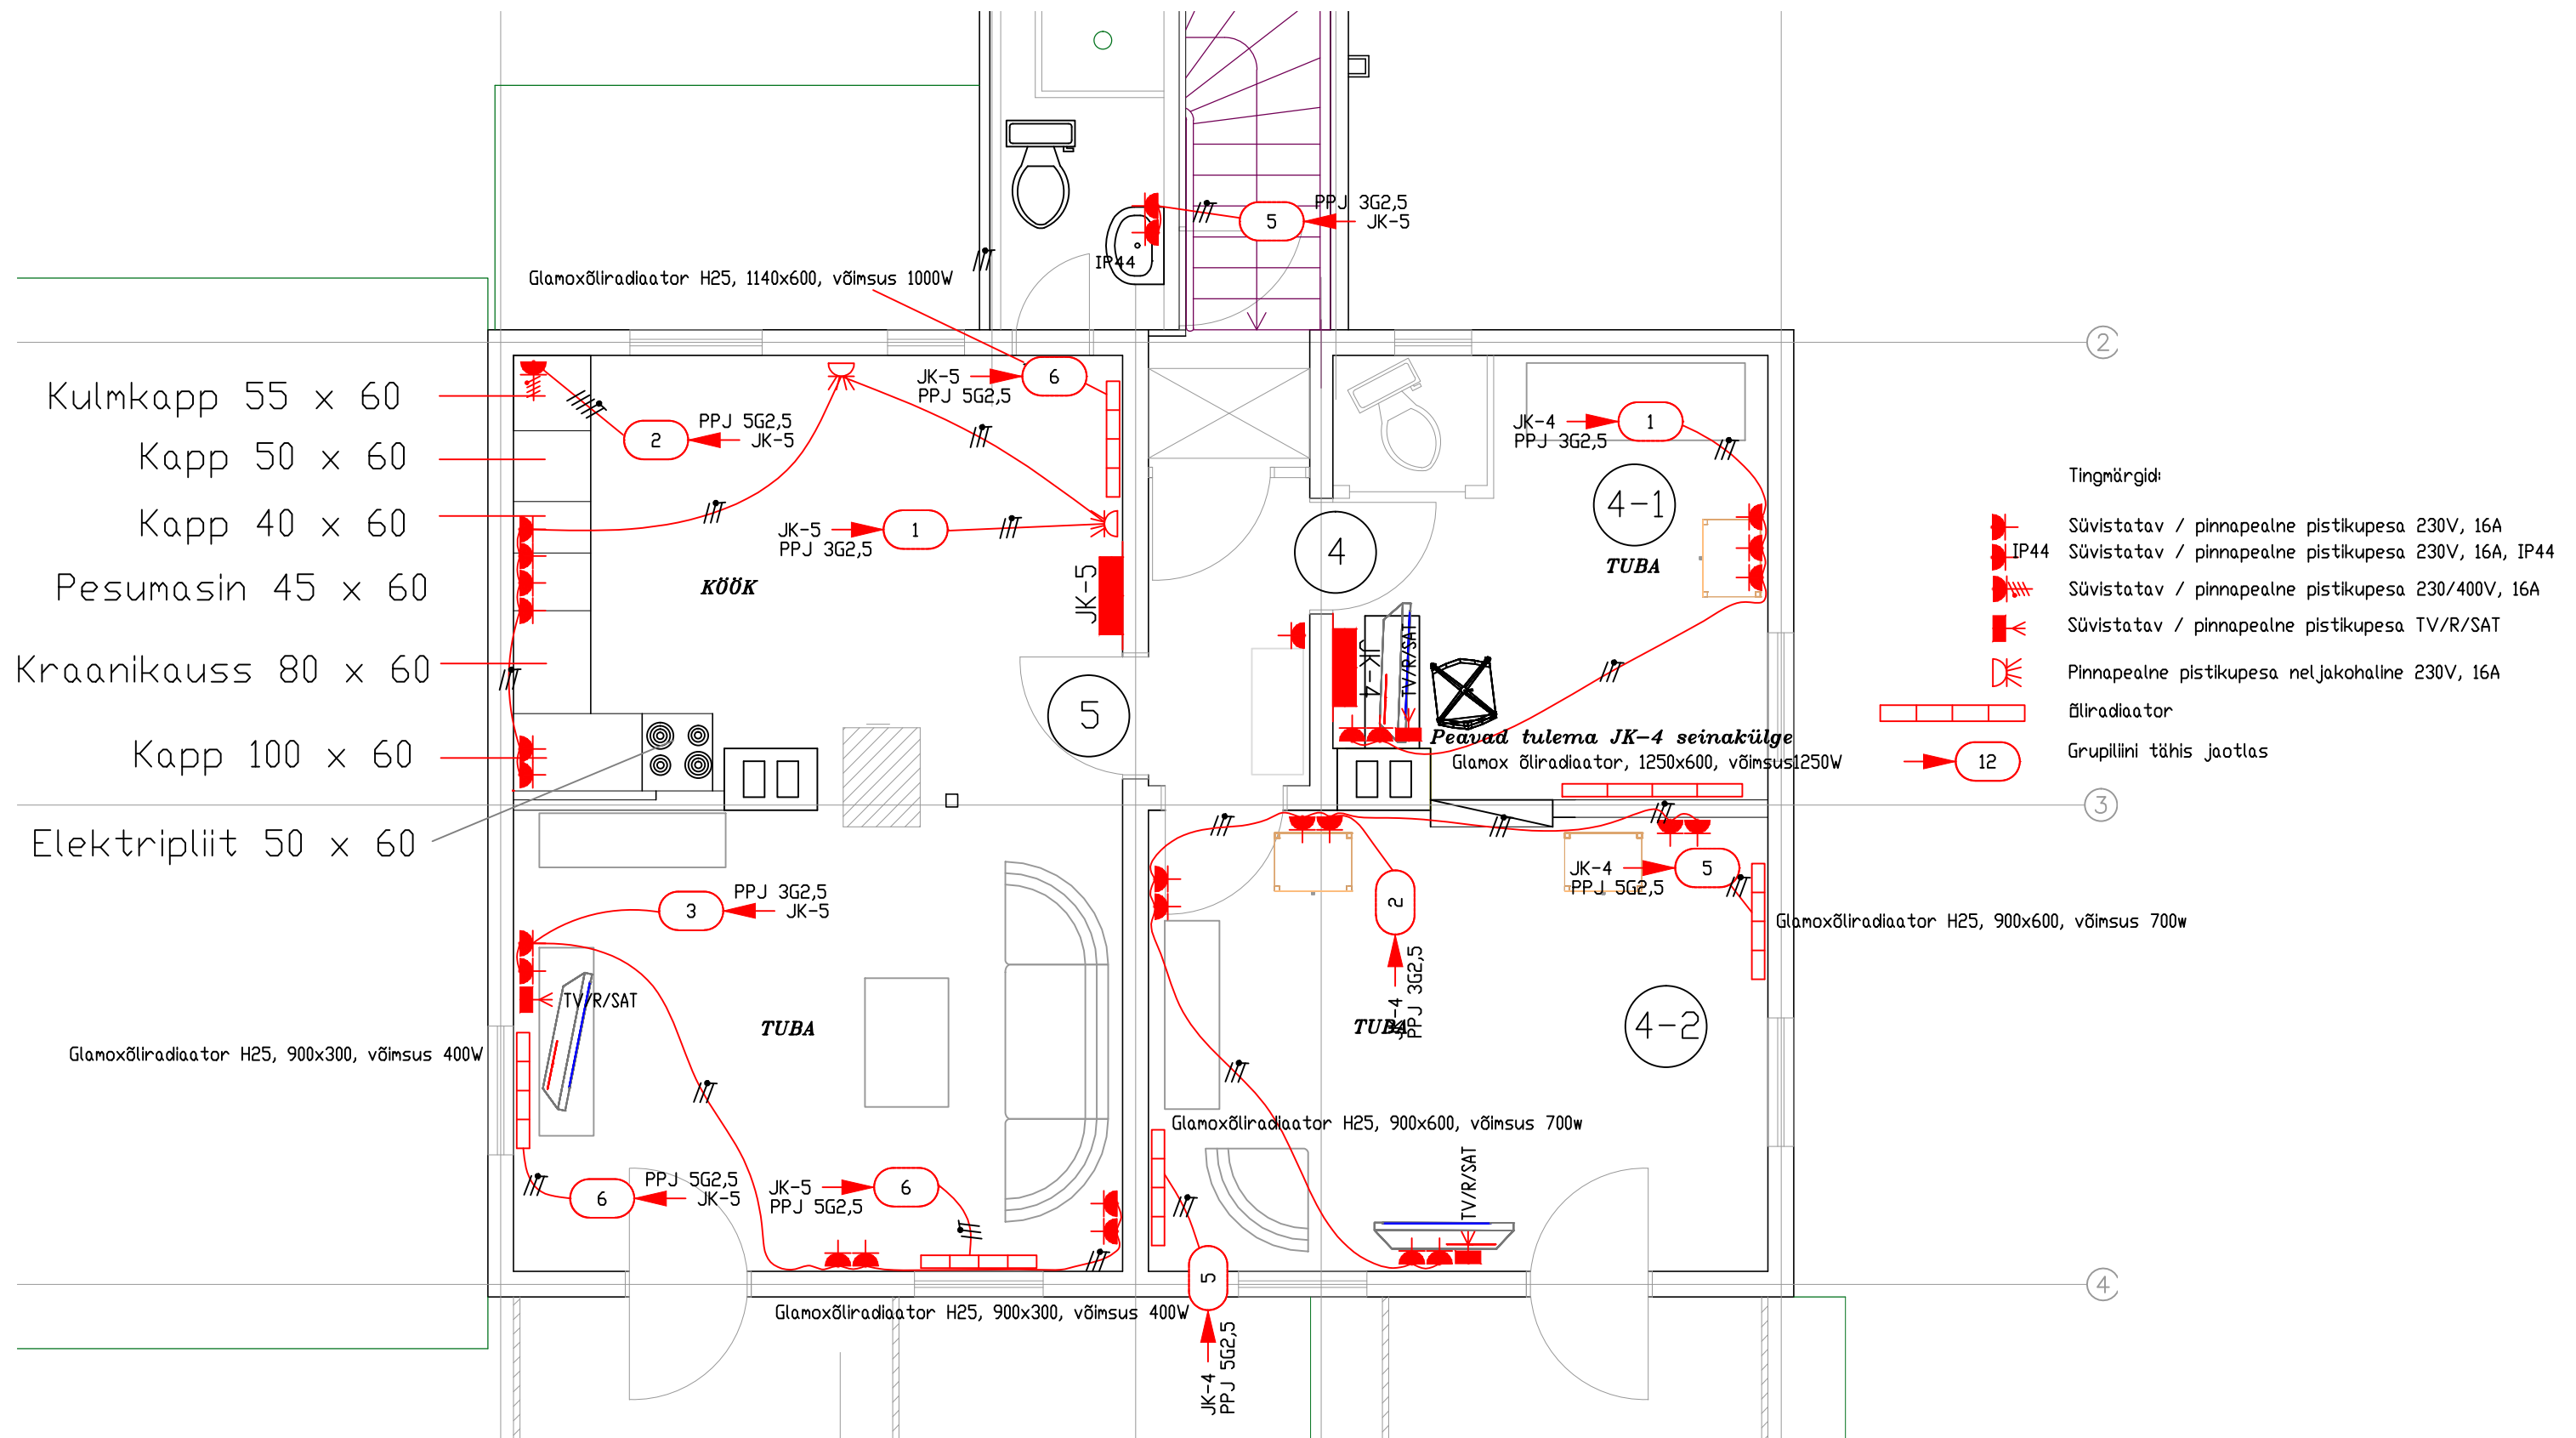 PPJ 3G2,5
5
JK-5
IP44
Glamoxõliradiaator H25, 1140x600, võimsus 1000W
2
JK-5
6
PPJ 5G2,5
Kulmkapp 55 x 60
PPJ 5G2,5
2
JK-5
JK-4
1
PPJ 3G2,5
Kapp 50 x 60
Kapp 40 x 60
JK-5
1
PPJ 3G2,5
4-1
4
TUBA
KÖÖK
JK-5
Pesumasin 45 x 60
Kraanikauss 80 x 60
5
JK-4
TV/R/SAT
Peavad tulema JK-4 seinakülge
Glamox õliradiaator, 1250x600, võimsus1250W
Kapp 100 x 60
Elektripliit 50 x 60
3
Tingmärgid:
Süvistatav / pinnapealne pistikupesa 230V, 16A
IP44 Süvistatav / pinnapealne pistikupesa 230V, 16A, IP44
Süvistatav / pinnapealne pistikupesa 230/400V, 16A
Süvistatav / pinnapealne pistikupesa TV/R/SAT
Pinnapealne pistikupesa neljakohaline 230V, 16A
õliradiaator
12 Grupiliini tähis jaotlas
PPJ 3G2,5
3
JK-5
JK-4
5
PPJ 5G2,5
Glamoxõliradiaator H25, 900x600, võimsus 700w
2
JK-4
PPJ 3G2,5
TV/R/SAT
TUBA
TUBA
4-2
Glamoxõliradiaator H25, 900x300, võimsus 400W
Glamoxõliradiaator H25, 900x600, võimsus 700w
TV/R/SAT
PPJ 5G2,5
6
JK-5
JK-5
6
PPJ 5G2,5
4
Glamoxõliradiaator H25, 900x300, võimsus 400W
5
JK-4
PPJ 5G2,5